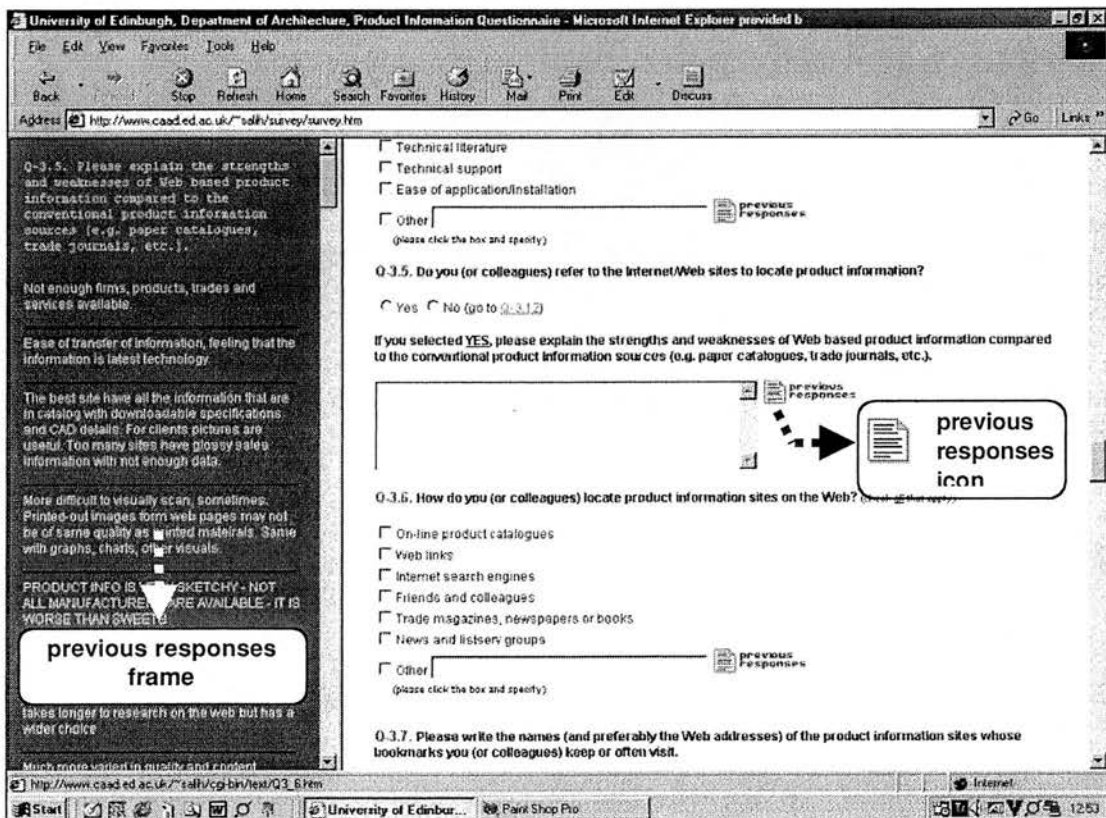 University of Edinburgh, Department of Architecture, Product Information Questionnaire - Microsoft Internet Explorer provided b
File Edit View Favorites Tools Help
Back Stop Refresh Home Search Favorites History Mail Print Edit Discuss
Address http://www.caad.ed.ac.uk/~salih/survey/survey.htm Go Links »
Q-3.5. Please explain the strengths
and weaknesses of Web based product
information compared to the
conventional product information
sources (e.g. paper catalogues,
trade journals, etc.).
Not enough firms, products, trades and
services available.
Ease of transfer of information, feeling that the
information is latest technology
The best site have all the information that are
in catalog with downloadable specifications
and CAD details. For clients pictures are
useful. Too many sites have glossy sales
information with not enough data.
More difficult to visually scan, sometimes.
Printed-out images form web pages may not
be of same quality as printed mateirals. Same
with graphs, charts, other visuals.
PRODUCT INFO IS SKETCHY - NOT
ALL MANUFACTURER ARE AVAILABLE - IT IS
WORSE THAN SWEETS
previous responses
frame
takes longer to research on the web but has a
wider choice
Much more varied in quality and content
Technical literature
Technical support
Ease of application/installation
Other previous
responses
(please click the box and specify)
Q-3.5. Do you (or colleagues) refer to the Internet/Web sites to locate product information?
Yes No (go to Q-3.12)
If you selected YES, please explain the strengths and weaknesses of Web based product information compared
to the conventional product information sources (e.g. paper catalogues, trade journals, etc.).
previous
responses
previous
responses
icon
Q-3.6. How do you (or colleagues) locate product information sites on the Web?
On-line product catalogues
Web links
Internet search engines
Friends and colleagues
Trade magazines, newspapers or books
News and listserv groups
Other previous
responses
(please click the box and specify)
Q-3.7. Please write the names (and preferably the Web addresses) of the product information sites whose
bookmarks you (or colleagues) keep or often visit.
http://www.caad.ed.ac.uk/~salih/cgi-bin/text/Q3_6.htm Internet
Start University of Edinbur... Paint Shop Pro 12:53